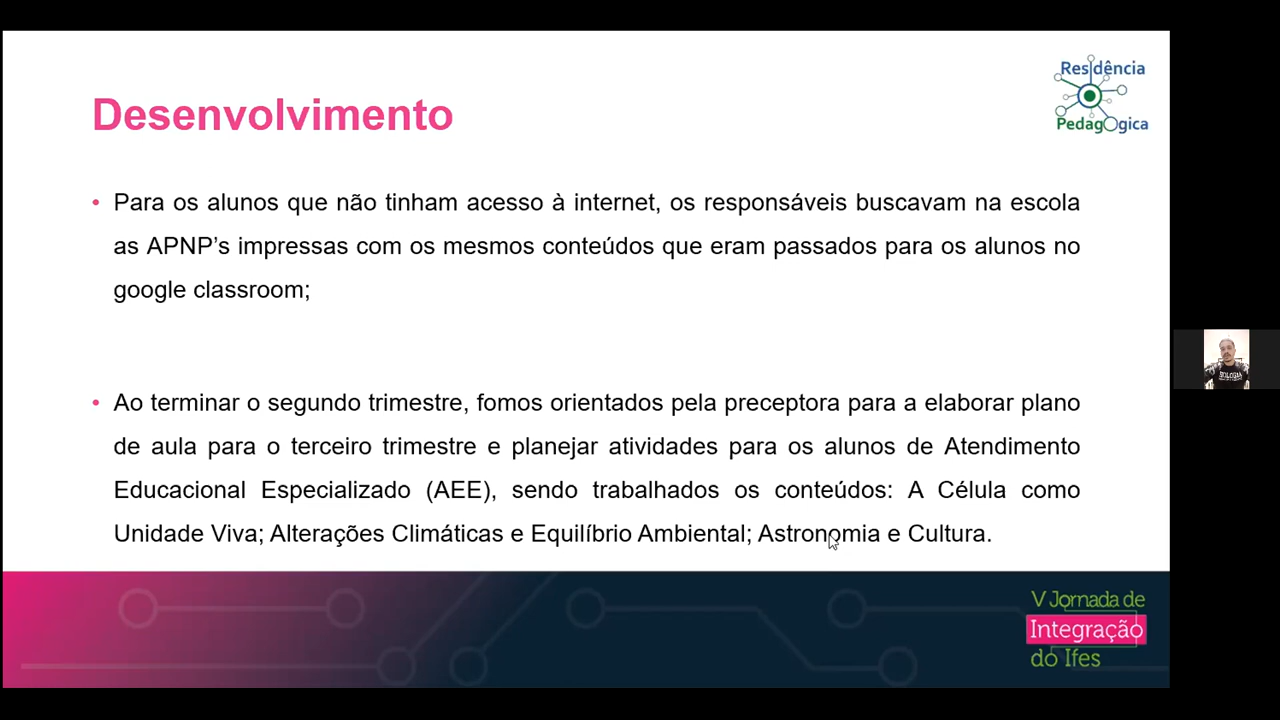 Residência
Pedagógica
Desenvolvimento
• Para os alunos que não tinham acesso à internet, os responsáveis buscavam na escola
as APNP’s impressas com os mesmos conteúdos que eram passados para os alunos no
google classroom;
• Ao terminar o segundo trimestre, fomos orientados pela preceptora para a elaborar plano
de aula para o terceiro trimestre e planejar atividades para os alunos de Atendimento
Educacional Especializado (AEE), sendo trabalhados os conteúdos: A Célula como
Unidade Viva; Alterações Climáticas e Equilíbrio Ambiental; Astronomia e Cultura.
V Jornada de
Integração
do Ifes